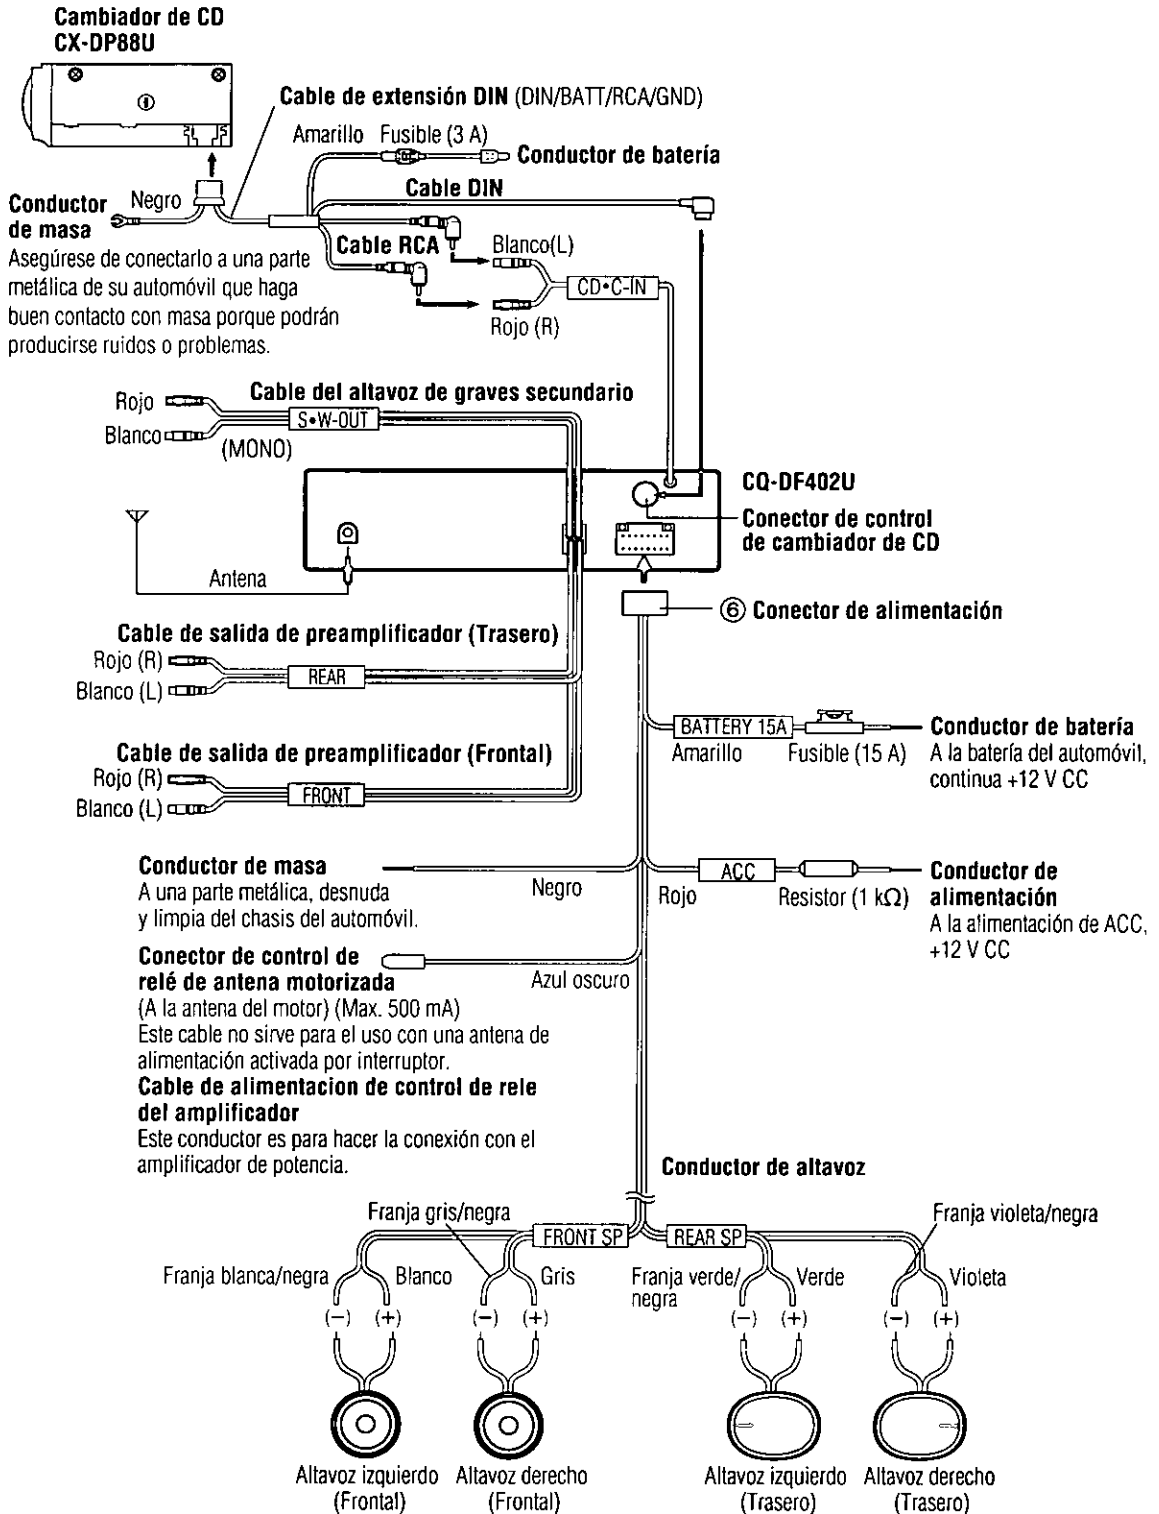 Cambiador de CD
CX-DP88U
Cable de extensión DIN (DIN/BATT/RCA/GND)
Amarillo Fusible (3 A)
Conductor de batería
Cable DIN
Negro
Conductor
de masa
Asegúrese de conectarlo a una parte
metálica de su automóvil que haga
buen contacto con masa porque podrán
producirse ruidos o problemas.
Cable RCA
Blanco(L)
CD•C-IN
Rojo (R)
Cable del altavoz de graves secundario
Rojo
S•W-OUT
Blanco
(MONO)
CQ-DF402U
Conector de control
de cambiador de CD
Antena
⑥ Conector de alimentación
Cable de salida de preamplificador (Trasero)
Rojo (R)
REAR
Blanco (L)
BATTERY 15A
Amarillo
Fusible (15 A)
Conductor de batería
A la batería del automóvil,
continua +12 V CC
Cable de salida de preamplificador (Frontal)
Rojo (R)
FRONT
Blanco (L)
Conductor de masa
A una parte metálica, desnuda
y limpia del chasis del automóvil.
Negro
ACC
Rojo
Resistor (1 kΩ)
Conductor de
alimentación
A la alimentación de ACC,
+12 V CC
Conector de control de
relé de antena motorizada
(A la antena del motor) (Max. 500 mA)
Este cable no sirve para el uso con una antena de
alimentación activada por interruptor.
Azul oscuro
Cable de alimentacion de control de rele
del amplificador
Este conductor es para hacer la conexión con el
amplificador de potencia.
Conductor de altavoz
Franja gris/negra
FRONT SP
REAR SP
Franja violeta/negra
Franja blanca/negra
Blanco
Gris
Franja verde/
negra
Verde
Violeta
(−) (+) (−) (+) (−) (+) (−) (+)
Altavoz izquierdo
(Frontal)
Altavoz derecho
(Frontal)
Altavoz izquierdo
(Trasero)
Altavoz derecho
(Trasero)